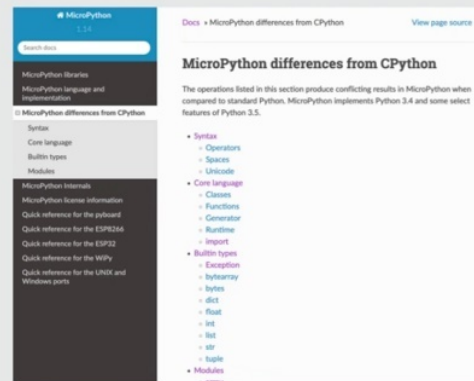 MicroPython
1.14
Search docs
MicroPython libraries
MicroPython language and
implementation
MicroPython differences from CPython
Syntax
Core language
Builtin types
Modules
MicroPython Internals
MicroPython license information
Quick reference for the pyboard
Quick reference for the ESP8266
Quick reference for the ESP32
Quick reference for the WiPy
Quick reference for the UNIX and
Windows ports
Docs » MicroPython differences from CPython
View page source
MicroPython differences from CPython
The operations listed in this section produce conflicting results in MicroPython when
compared to standard Python. MicroPython implements Python 3.4 and some select
features of Python 3.5.
Syntax
Operators
Spaces
Unicode
Core language
Classes
Functions
Generator
Runtime
import
Builtin types
Exception
bytearray
bytes
dict
float
int
list
str
tuple
Modules